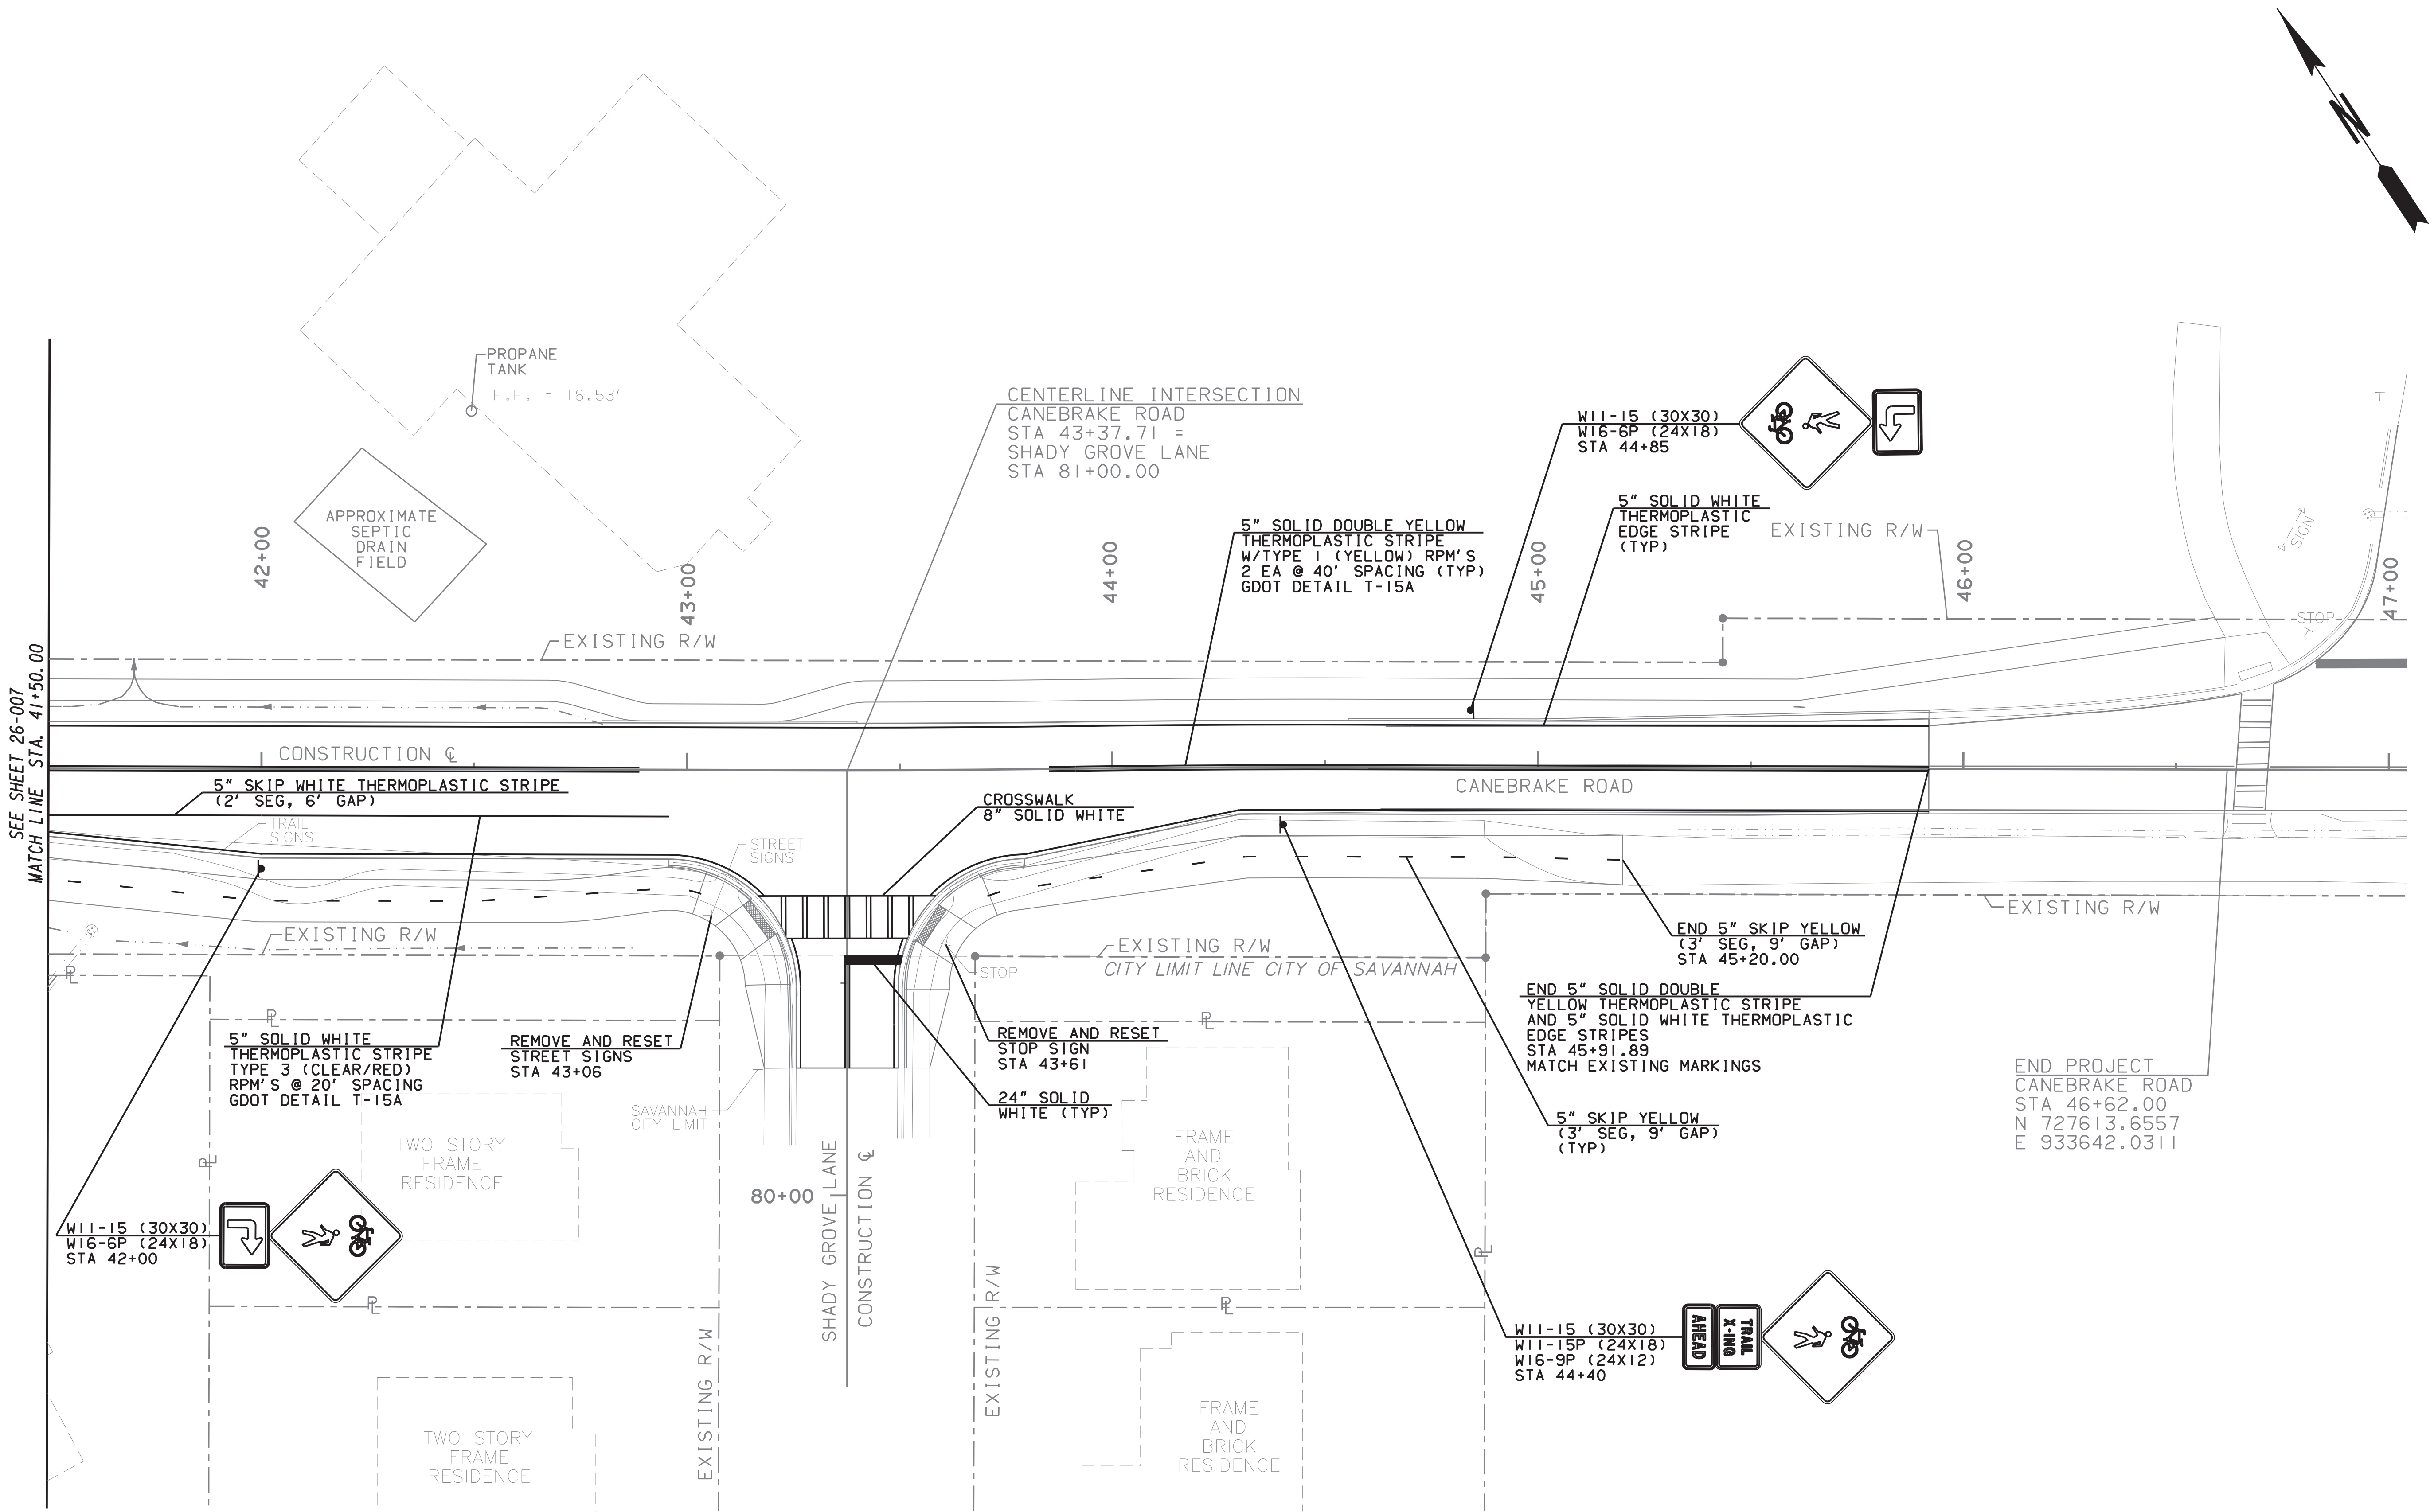 SEE SHEET 26-007
MATCH LINE STA. 41+50.00
PROPANE
TANK
F.F. = 18.53'
APPROXIMATE
SEPTIC
DRAIN
FIELD
42+00
43+00
44+00
45+00
46+00
47+00
N
CENTERLINE INTERSECTION
CANEBRAKE ROAD
STA 43+37.71 =
SHADY GROVE LANE
STA 81+00.00
5" SOLID DOUBLE YELLOW
THERMOPLASTIC STRIPE
W/TYPE 1 (YELLOW) RPM'S
2 EA @ 40' SPACING (TYP)
GDOT DETAIL T-15A
W11-15 (30X30)
W16-6P (24X18)
STA 44+85
5" SOLID WHITE
THERMOPLASTIC
EDGE STRIPE
(TYP)
EXISTING R/W
SIGN
STOP
EXISTING R/W
CONSTRUCTION ℄
5" SKIP WHITE THERMOPLASTIC STRIPE
(2' SEG, 6' GAP)
TRAIL
SIGNS
STREET
SIGNS
CROSSWALK
8" SOLID WHITE
CANEBRAKE ROAD
EXISTING R/W
EXISTING R/W
CITY LIMIT LINE CITY OF SAVANNAH
STOP
EXISTING R/W
END 5" SKIP YELLOW
(3' SEG, 9' GAP)
STA 45+20.00
END 5" SOLID DOUBLE
YELLOW THERMOPLASTIC STRIPE
AND 5" SOLID WHITE THERMOPLASTIC
EDGE STRIPES
STA 45+91.89
MATCH EXISTING MARKINGS
END PROJECT
CANEBRAKE ROAD
STA 46+62.00
N 727613.6557
E 933642.0311
5" SOLID WHITE
THERMOPLASTIC STRIPE
TYPE 3 (CLEAR/RED)
RPM'S @ 20' SPACING
GDOT DETAIL T-15A
REMOVE AND RESET
STREET SIGNS
STA 43+06
REMOVE AND RESET
STOP SIGN
STA 43+61
24" SOLID
WHITE (TYP)
5" SKIP YELLOW
(3' SEG, 9' GAP)
(TYP)
SAVANNAH
CITY LIMIT
TWO STORY
FRAME
RESIDENCE
FRAME
AND
BRICK
RESIDENCE
80+00
SHADY GROVE LANE
CONSTRUCTION ℄
W11-15 (30X30)
W16-6P (24X18)
STA 42+00
EXISTING R/W
EXISTING R/W
W11-15 (30X30)
W11-15P (24X18)
W16-9P (24X12)
STA 44+40
AHEAD
TRAIL
X-ING
TWO STORY
FRAME
RESIDENCE
FRAME
AND
BRICK
RESIDENCE
PL
PL
PL
PL
PL
PL
PL